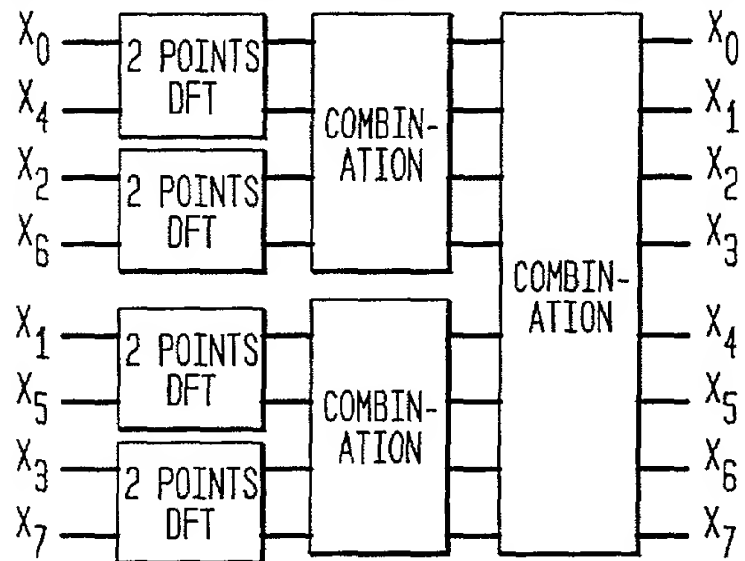 X0
X4
X2
X6
X1
X5
X3
X7
2 POINTS
DFT
2 POINTS
DFT
2 POINTS
DFT
2 POINTS
DFT
COMBIN-
ATION
COMBIN-
ATION
COMBIN-
ATION
X0
X1
X2
X3
X4
X5
X6
X7